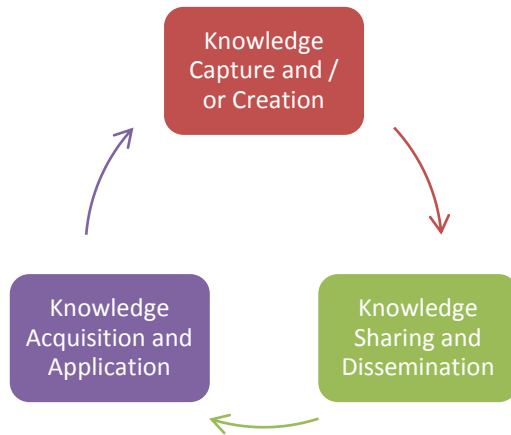 Knowledge
Capture and /
or Creation
Knowledge
Acquisition and
Application
Knowledge
Sharing and
Dissemination